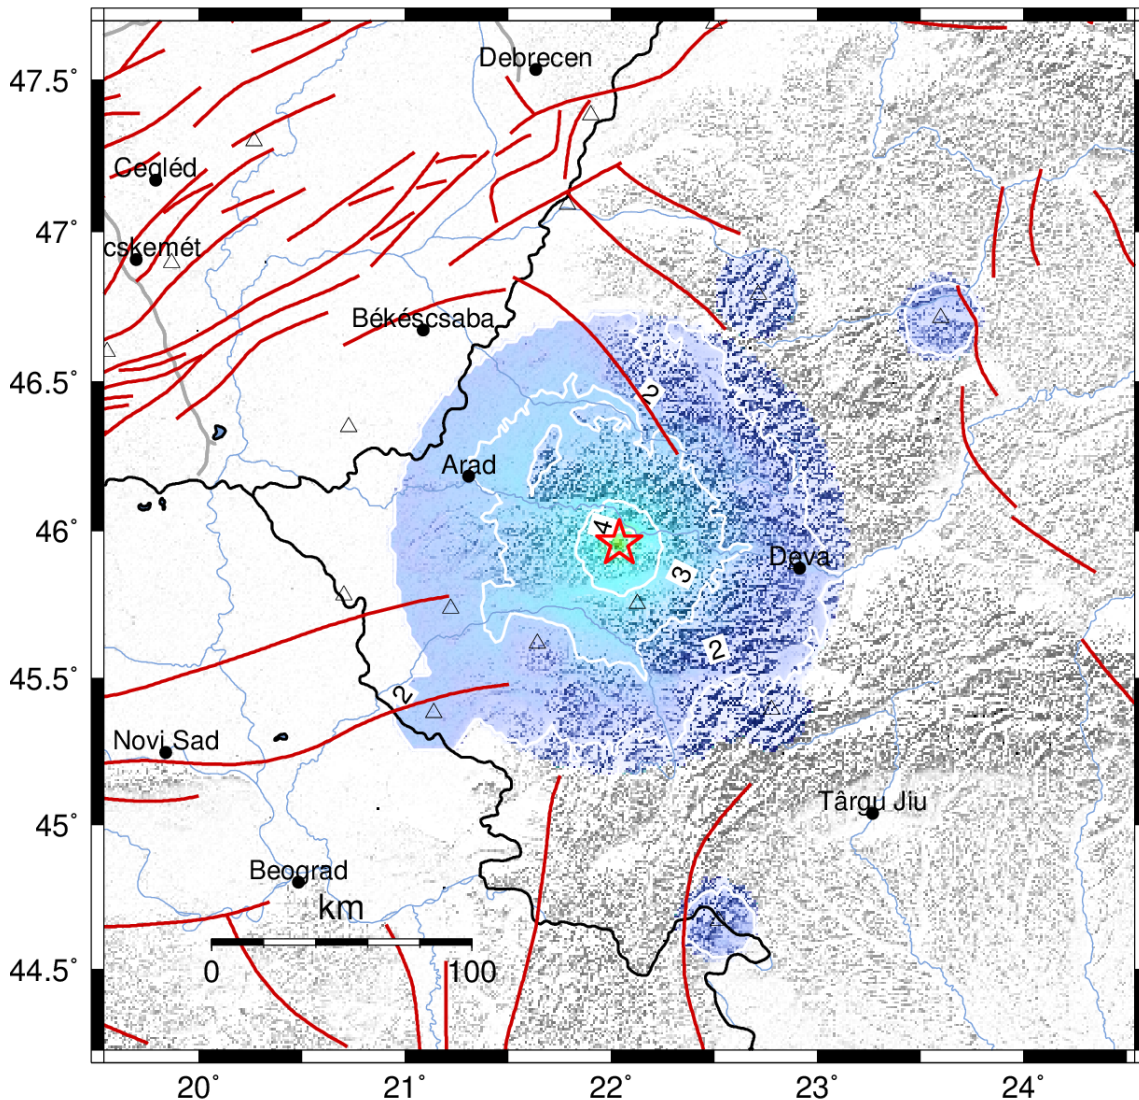 Debrecen
47.5°
Cegléd
47°
cskemét
Békéscsaba
46.5°
2
Arad
4
46°
Deva
3
2
45.5°
2
Novi Sad
45°
Târgu Jiu
Beograd
km
44.5°
0 100
20° 21° 22° 23° 24°